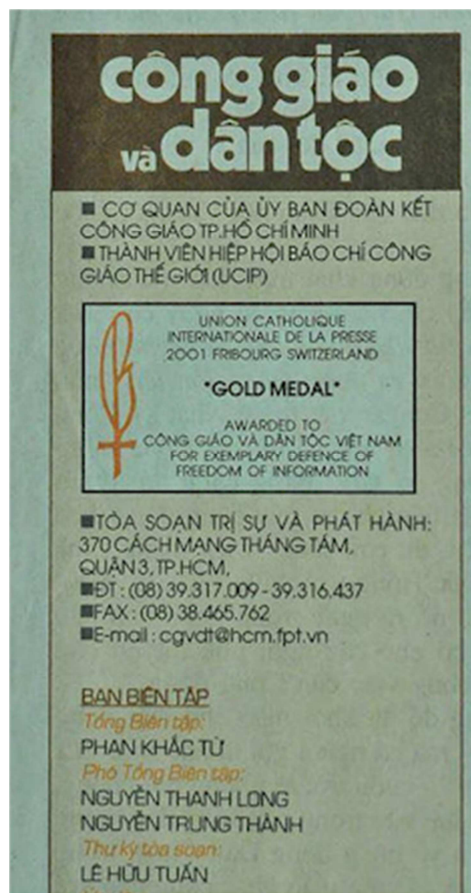 công giáo
và dân tộc
■ CƠ QUAN CỦA ỦY BAN ĐOÀN KẾT
CÔNG GIÁO TP.HỒ CHÍ MINH
■ THÀNH VIÊN HIỆP HỘI BÁO CHÍ CÔNG
GIÁO THẾ GIỚI (UCIP)
UNION CATHOLIQUE
INTERNATIONALE DE LA PRESSE
2001 FRIBOURG SWITZERLAND
"GOLD MEDAL"
AWARDED TO
CÔNG GIÁO VÀ DÂN TỘC VIỆT NAM
FOR EXEMPLARY DEFENCE OF
FREEDOM OF INFORMATION
■TÒA SOẠN TRỊ SỰ VÀ PHÁT HÀNH:
370 CÁCH MẠNG THÁNG TÁM,
QUẬN 3, TP.HCM,
■ĐT : (08) 39.317.009 - 39.316.437
■FAX : (08) 38.465.762
■E-mail : cgvdt@hcm.fpt.vn
BAN BIÊN TẬP
Tổng Biên tập:
PHAN KHẮC TỪ
Phó Tổng Biên tập:
NGUYỄN THANH LONG
NGUYỄN TRUNG THÀNH
Thư ký tòa soạn:
LÊ HỮU TUẤN